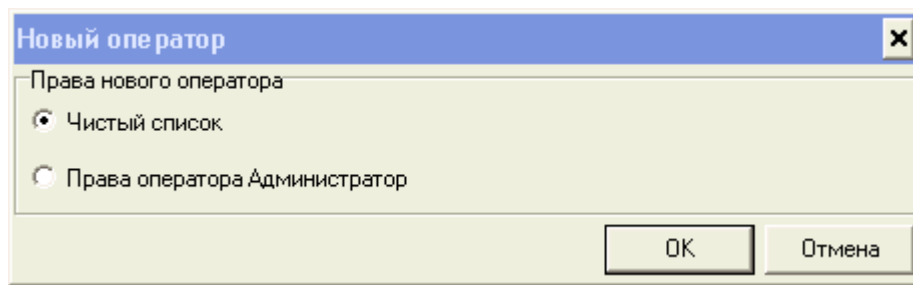 Новый оператор
Права нового оператора
Чистый список
Права оператора Администратор
OK
Отмена